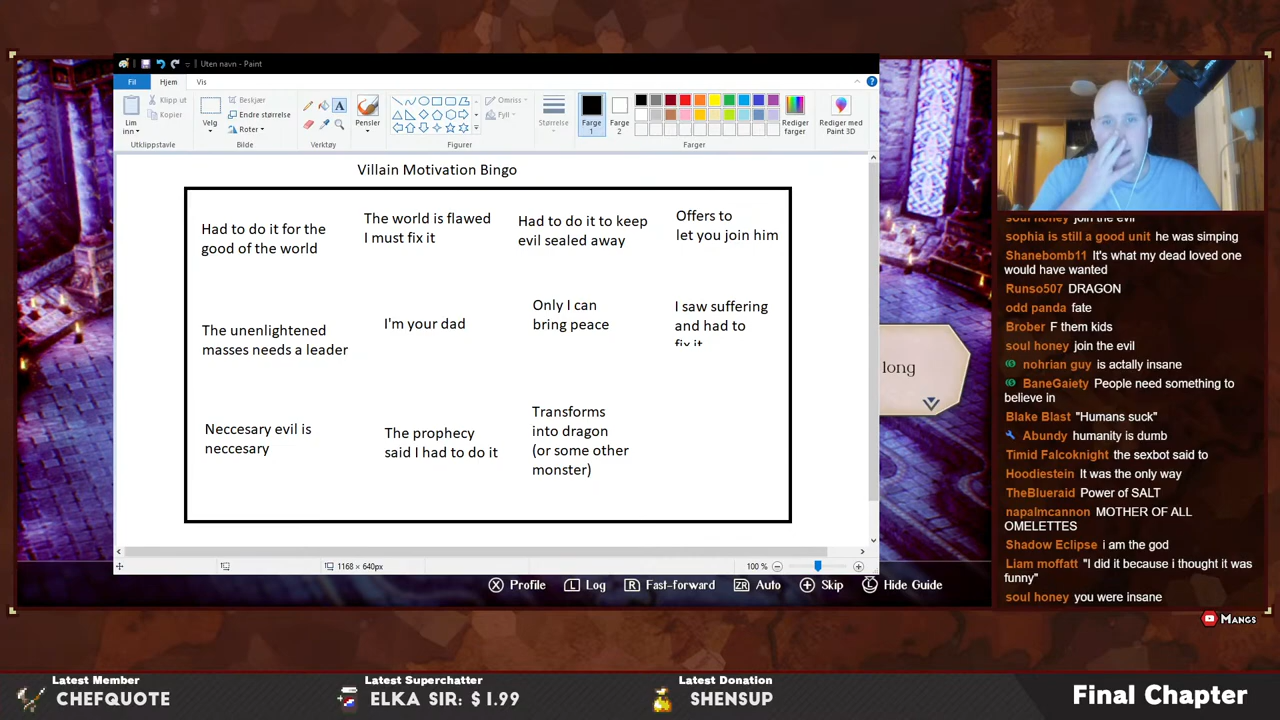 Uten navn - Paint
Fil
Hjem
Vis
Lim
inn
Klipp ut
Kopier
Utklippstavle
Velg
Beskjær
Endre størrelse
Roter
Bilde
Verktøy
Pensler
Omriss
Fyll
Figurer
Størrelse
Farge
1
Farge
2
Rediger
farger
Rediger med
Paint 3D
Farger
Villain Motivation Bingo
Had to do it for the
good of the world
The world is flawed
I must fix it
Had to do it to keep
evil sealed away
Offers to
let you join him
The unenlightened
masses needs a leader
I'm your dad
Only I can
bring peace
I saw suffering
and had to
fix it
Neccesary evil is
neccesary
The prophecy
said I had to do it
Transforms
into dragon
(or some other
monster)
1168 × 640px
100 %
long
X Profile
L Log
R Fast-forward
ZR Auto
+ Skip
L Hide Guide
soul honey join the evil
sophia is still a good unit he was simping
Shanebomb11 It's what my dead loved one
would have wanted
Runso507 DRAGON
odd panda fate
Brober F them kids
soul honey join the evil
nohrian guy is actally insane
BaneGaiety People need something to
believe in
Blake Blast "Humans suck"
Abundy humanity is dumb
Timid Falcoknight the sexbot said to
Hoodiestein It was the only way
TheBlueraid Power of SALT
napalmcannon MOTHER OF ALL
OMELETTES
Shadow Eclipse i am the god
Liam moffatt "I did it because i thought it was
funny"
soul honey you were insane
Mangs
Latest Member
CHEFQUOTE
Latest Superchatter
ELKA SIR: $1.99
Latest Donation
SHENSUP
Final Chapter